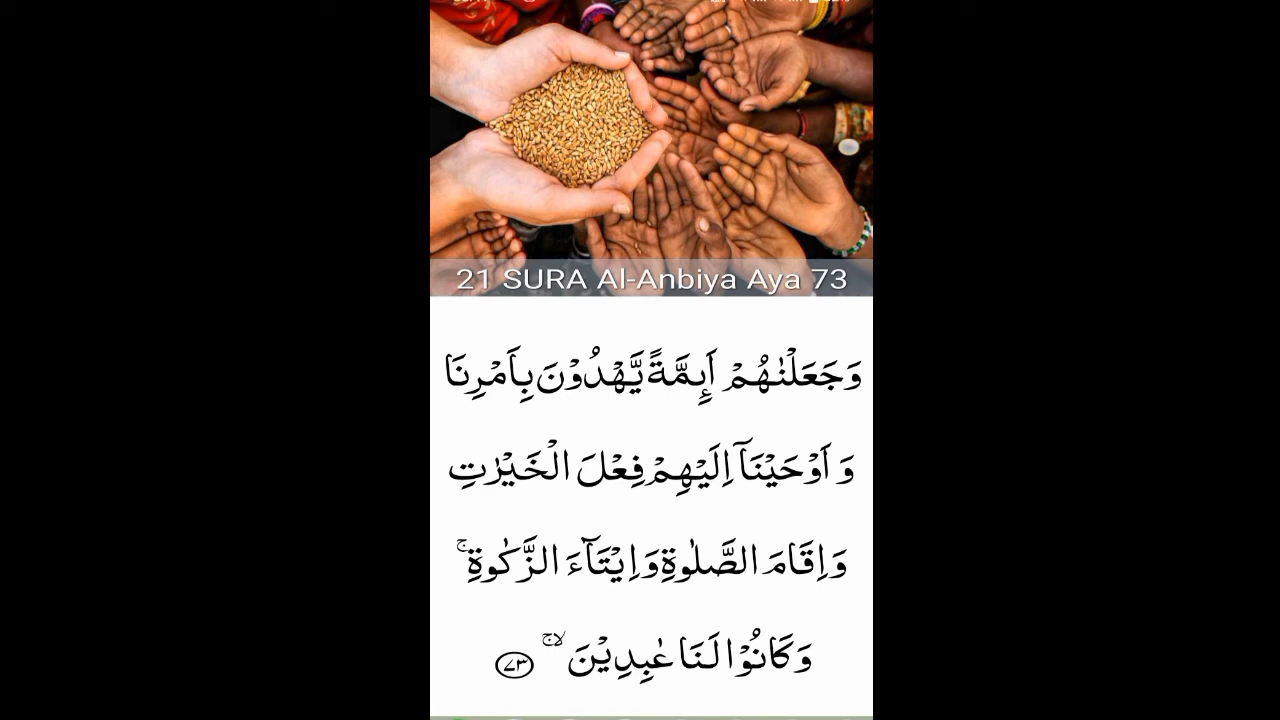 21 SURA Al-Anbiya Aya 73
وَجَعَلْنٰهُمْ اَىِٕمَّةً يَّهْدُوْنَ بِاَمْرِنَا
وَ اَوْحَيْنَآ اِلَيْهِمْ فِعْلَ الْخَيْرٰتِ
وَاِقَامَ الصَّلٰوةِ وَاِيْتَآءَ الزَّكٰوةِ ۚ
وَكَانُوْا لَنَا عٰبِدِيْنَ ۙۚ ٧٣